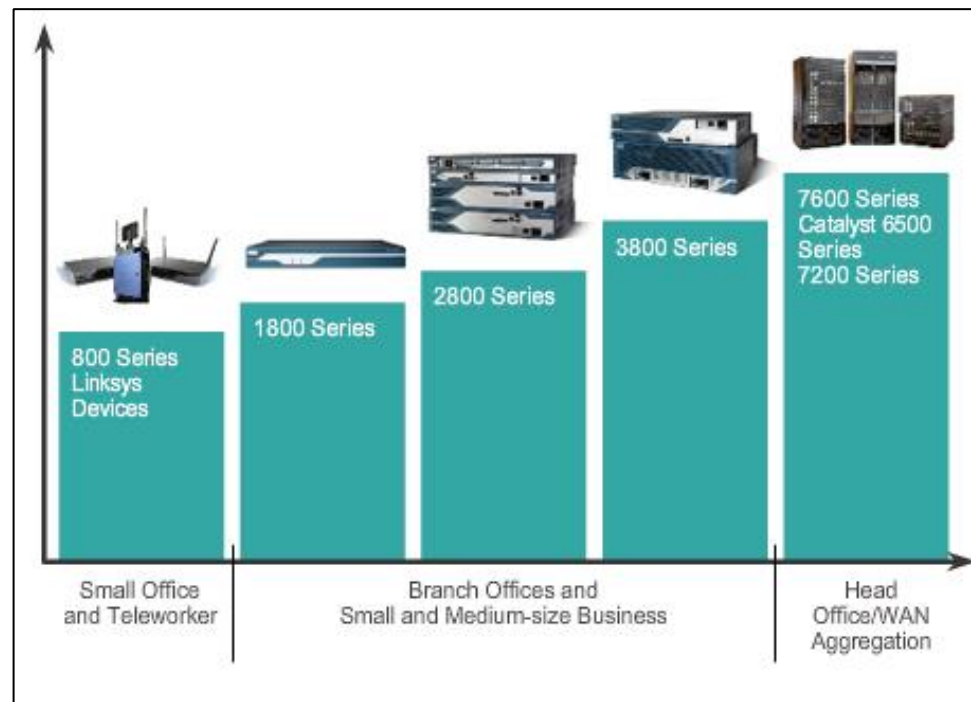 800 Series
Linksys
Devices
1800 Series
2800 Series
3800 Series
7600 Series
Catalyst 6500
Series
7200 Series
Small Office
and Teleworker
Branch Offices and
Small and Medium-size Business
Head
Office/WAN
Aggregation